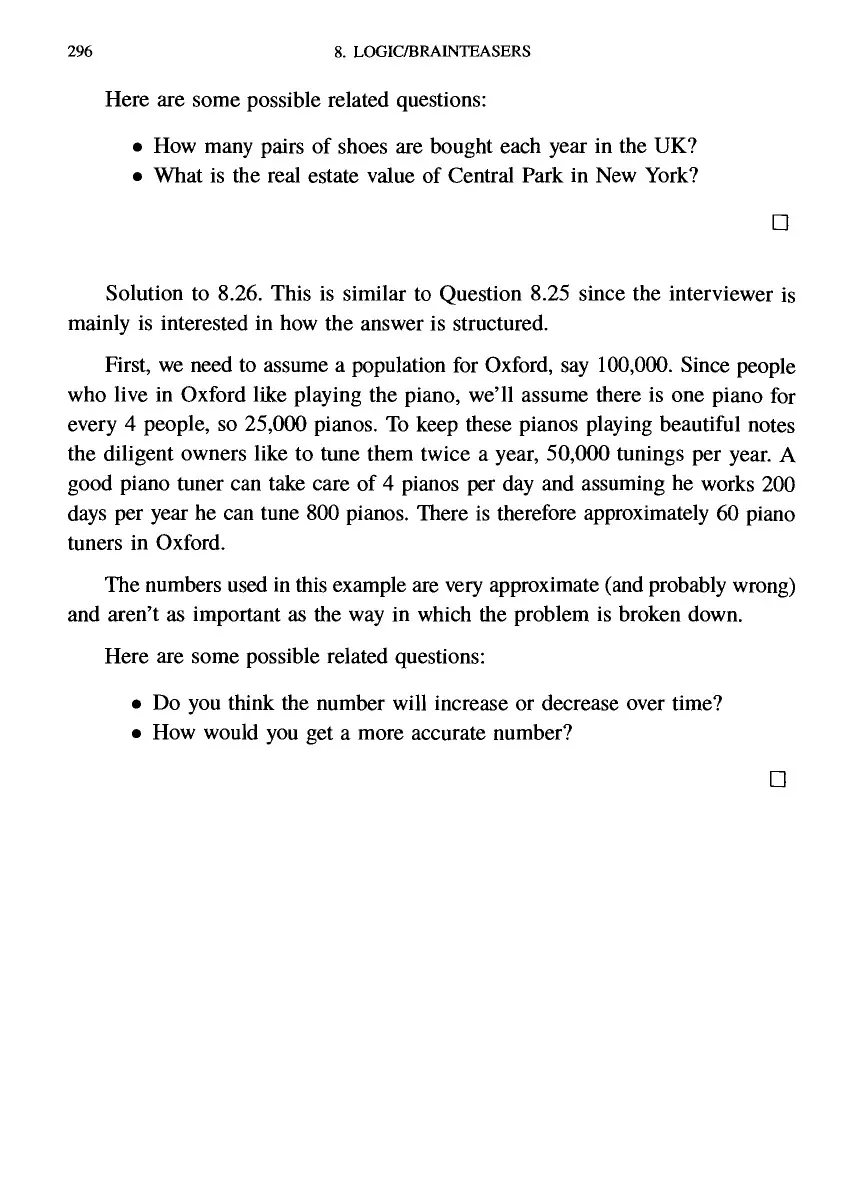 296 8. LOGIC/BRAINTEASERS
Here are some possible related questions:
• How many pairs of shoes are bought each year in the UK?
• What is the real estate value of Central Park in New York?
□
Solution to 8.26. This is similar to Question 8.25 since the interviewer is
mainly is interested in how the answer is structured.
First, we need to assume a population for Oxford, say 100,000. Since people
who live in Oxford like playing the piano, we'll assume there is one piano for
every 4 people, so 25,000 pianos. To keep these pianos playing beautiful notes
the diligent owners like to tune them twice a year, 50,000 tunings per year. A
good piano tuner can take care of 4 pianos per day and assuming he works 200
days per year he can tune 800 pianos. There is therefore approximately 60 piano
tuners in Oxford.
The numbers used in this example are very approximate (and probably wrong)
and aren't as important as the way in which the problem is broken down.
Here are some possible related questions:
• Do you think the number will increase or decrease over time?
• How would you get a more accurate number?
□